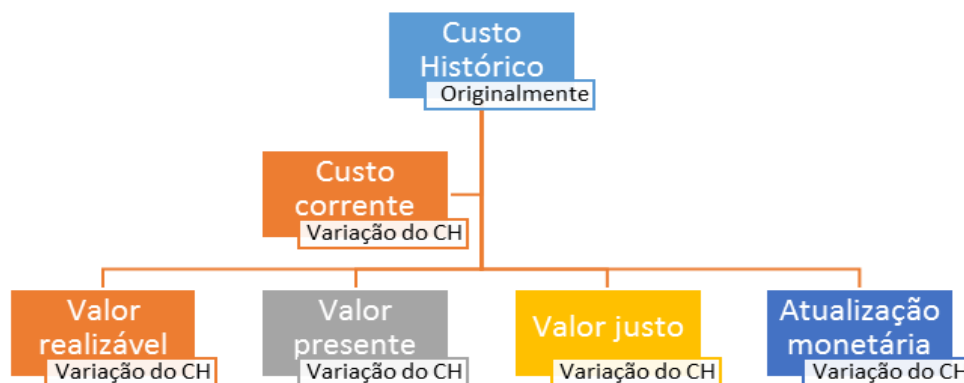 Custo
Histórico
Originalmente
Custo
corrente
Variação do CH
Valor
realizável
Variação do CH
Valor
presente
Variação do CH
Valor justo
Variação do CH
Atualização
monetária
Variação do CH